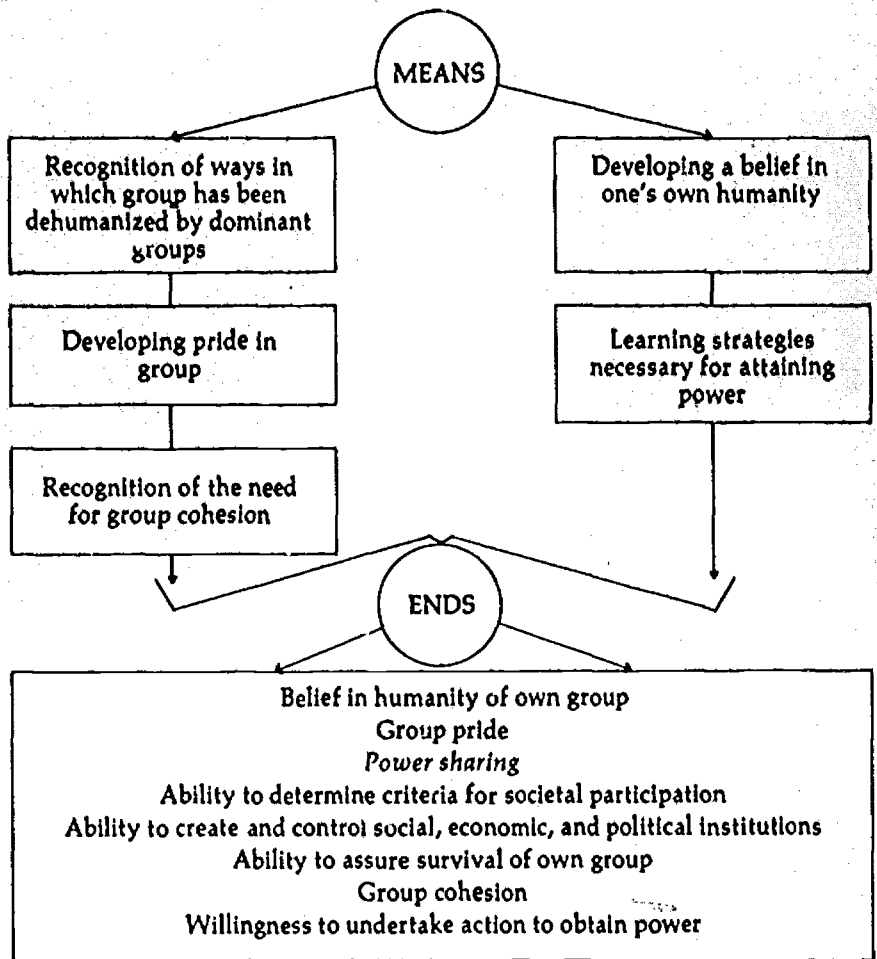 MEANS
Recognition of ways in
which group has been
dehumanized by dominant
groups
Developing pride in
group
Recognition of the need
for group cohesion
Developing a belief in
one's own humanity
Learning strategies
necessary for attaining
power
ENDS
Belief in humanity of own group
Group pride
Power sharing
Ability to determine criteria for societal participation
Ability to create and control social, economic, and political institutions
Ability to assure survival of own group
Group cohesion
Willingness to undertake action to obtain power